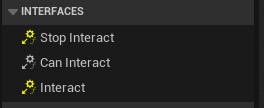 INTERFACES
Stop Interact
Can Interact
Interact